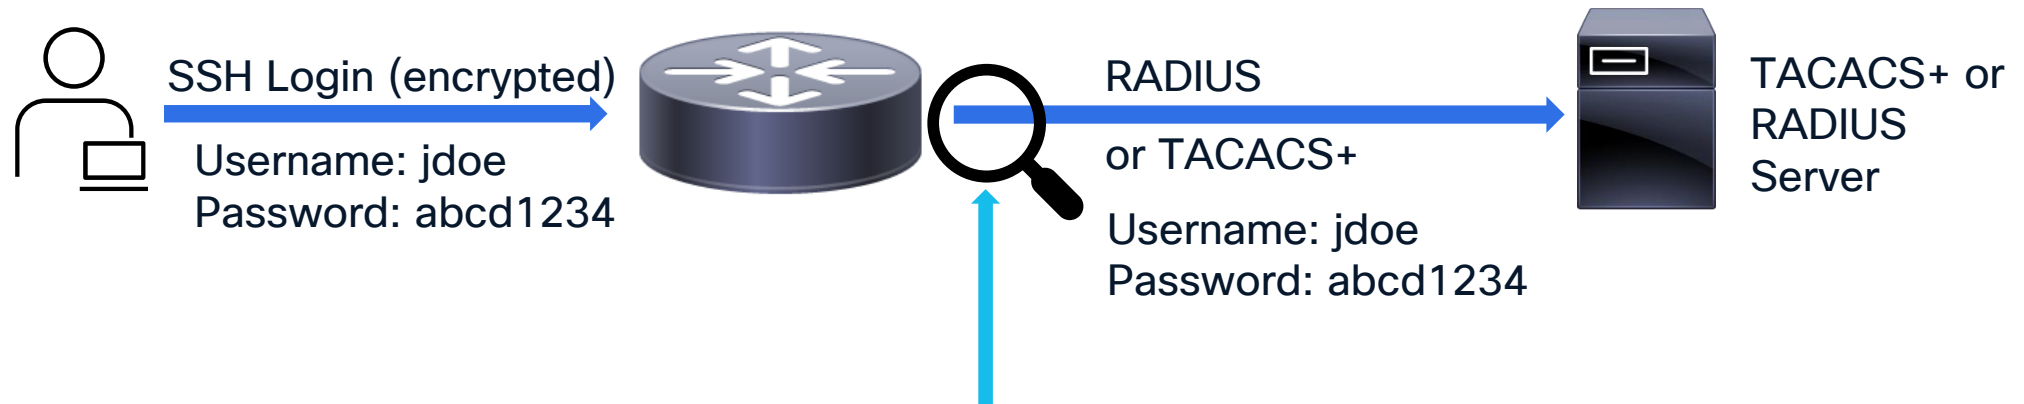 SSH Login (encrypted)
Username: jdoe
Password: abcd1234
RADIUS
or TACACS+
Username: jdoe
Password: abcd1234
TACACS+ or
RADIUS
Server